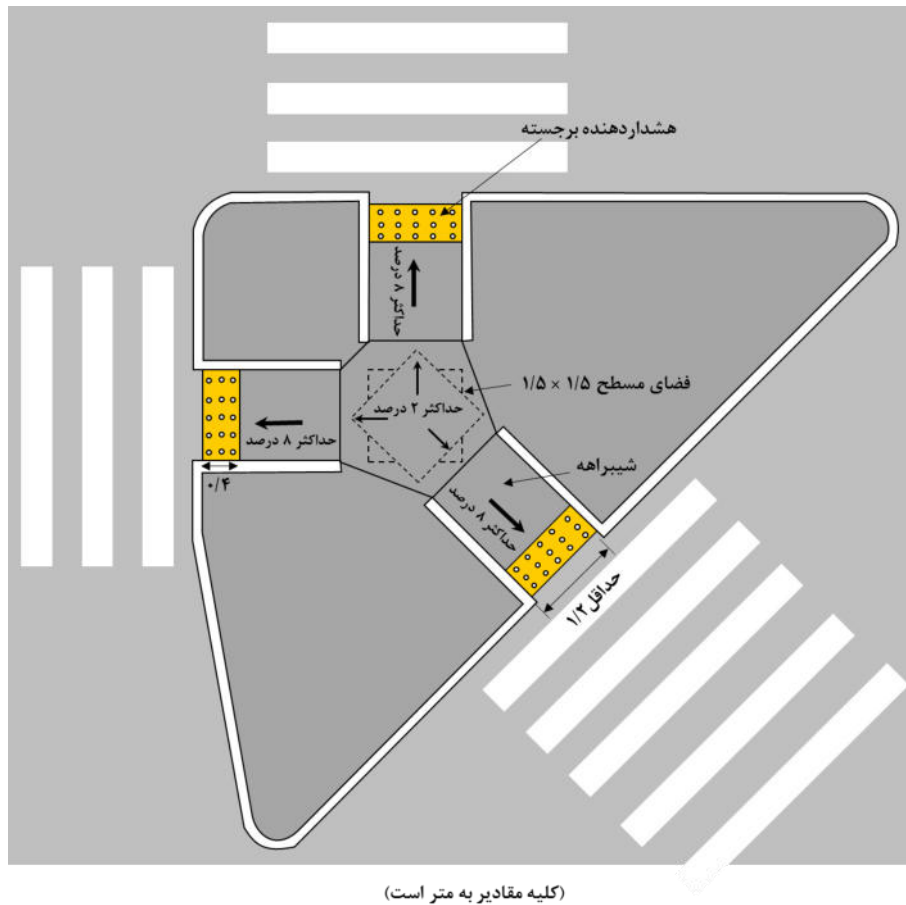 هشداردهنده برجسته
حداکثر ۸ درصد
فضای مسطح ۱/۵ × ۱/۵
حداکثر ۲ درصد
حداکثر ۸ درصد
شیبراهه
۰/۴
حداکثر ۸ درصد
حداقل ۱/۲
(کلیه مقادیر به متر است)